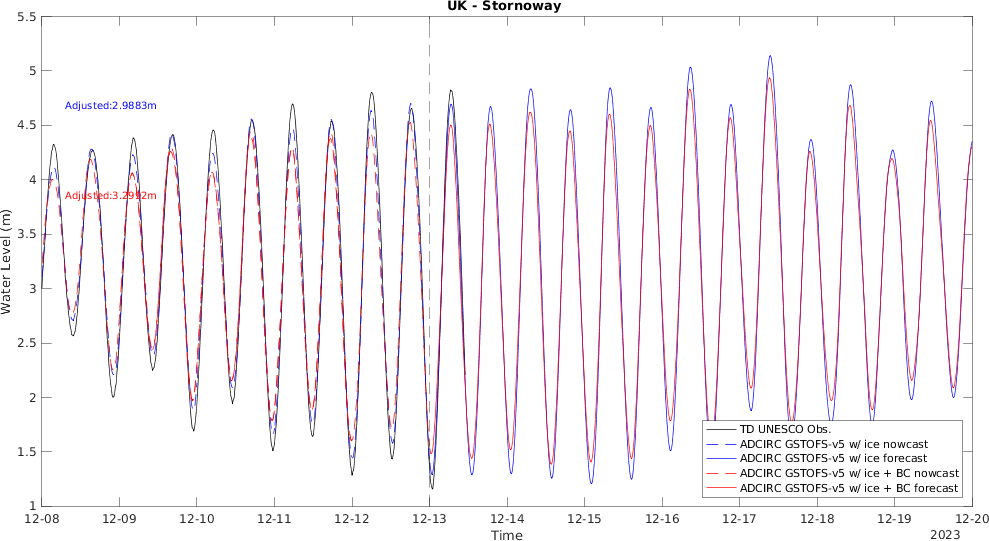 UK - Stornoway
5.5
5
4.5
4
3.5
3
2.5
2
1.5
1
Water Level (m)
Adjusted:2.9883m
Adjusted:3.2912m
TD UNESCO Obs.
ADCIRC GSTOFS-v5 w/ ice nowcast
ADCIRC GSTOFS-v5 w/ ice forecast
ADCIRC GSTOFS-v5 w/ ice + BC nowcast
ADCIRC GSTOFS-v5 w/ ice + BC forecast
12-08 12-09 12-10 12-11 12-12 12-13 12-14 12-15 12-16 12-17 12-18 12-19 12-20
Time
2023